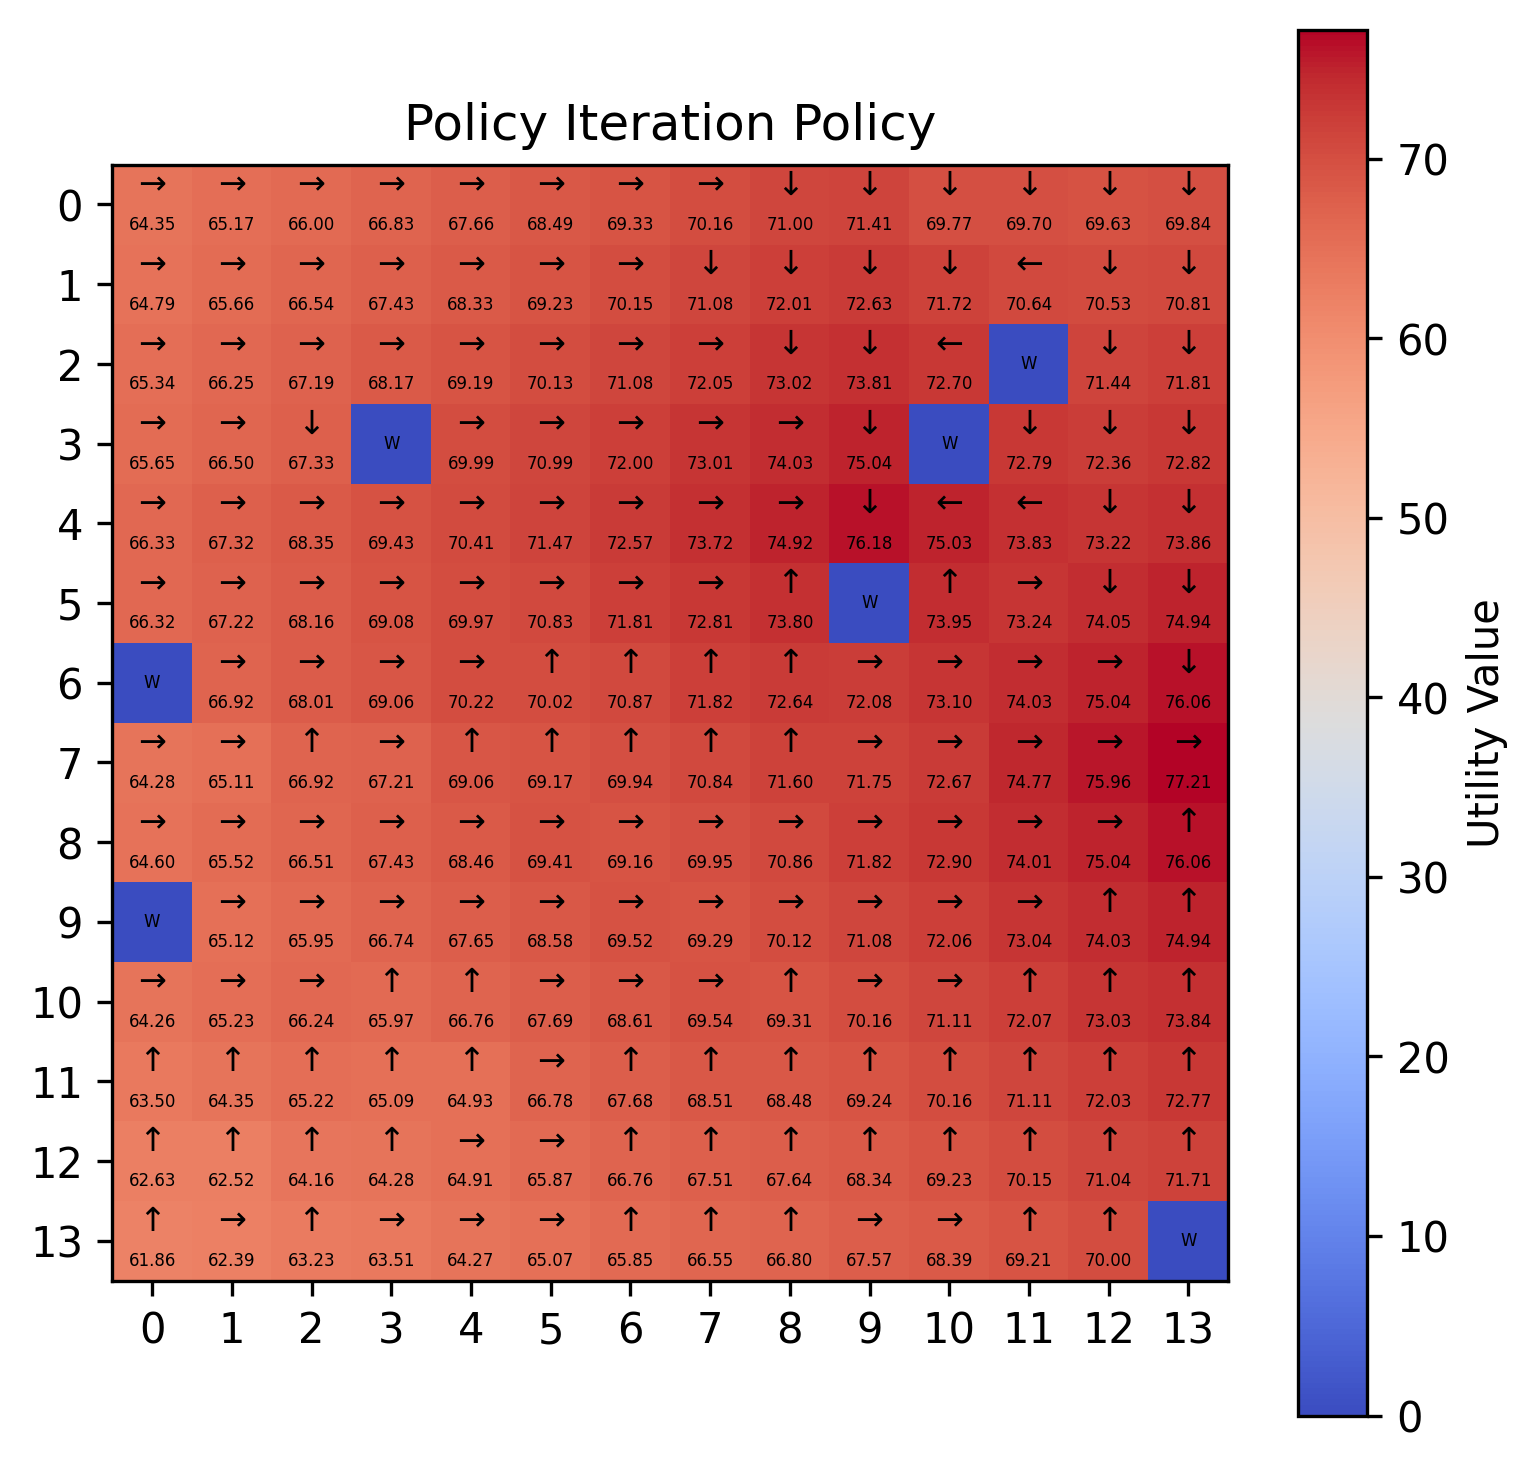 Policy Iteration Policy
0 → → → → → → → → ↓ ↓ ↓ ↓ ↓ ↓
64.35 65.17 66.00 66.83 67.66 68.49 69.33 70.16 71.00 71.41 69.77 69.70 69.63 69.84
1 → → → → → → → ↓ ↓ ↓ ↓ ← ↓ ↓
64.79 65.66 66.54 67.43 68.33 69.23 70.15 71.08 72.01 72.63 71.72 70.64 70.53 70.81
2 → → → → → → → → ↓ ↓ ← W ↓ ↓
65.34 66.25 67.19 68.17 69.19 70.13 71.08 72.05 73.02 73.81 72.70 71.44 71.81
3 → → ↓ W → → → → → ↓ W ↓ ↓ ↓
65.65 66.50 67.33 69.99 70.99 72.00 73.01 74.03 75.04 72.79 72.36 72.82
4 → → → → → → → → → ↓ ← ← ↓ ↓
66.33 67.32 68.35 69.43 70.41 71.47 72.57 73.72 74.92 76.18 75.03 73.83 73.22 73.86
5 → → → → → → → → ↑ W ↑ → ↓ ↓
66.32 67.22 68.16 69.08 69.97 70.83 71.81 72.81 73.80 73.95 73.24 74.05 74.94
6 W → → → → ↑ ↑ ↑ ↑ → → → → ↓
66.92 68.01 69.06 70.22 70.02 70.87 71.82 72.64 72.08 73.10 74.03 75.04 76.06
7 → → ↑ → ↑ ↑ ↑ ↑ ↑ → → → → →
64.28 65.11 66.92 67.21 69.06 69.17 69.94 70.84 71.60 71.75 72.67 74.77 75.96 77.21
8 → → → → → → → → → → → → → ↑
64.60 65.52 66.51 67.43 68.46 69.41 69.16 69.95 70.86 71.82 72.90 74.01 75.04 76.06
9 W → → → → → → → → → → → ↑ ↑
65.12 65.95 66.74 67.65 68.58 69.52 69.29 70.12 71.08 72.06 73.04 74.03 74.94
10 → → → ↑ ↑ → → → ↑ → → ↑ ↑ ↑
64.26 65.23 66.24 65.97 66.76 67.69 68.61 69.54 69.31 70.16 71.11 72.07 73.03 73.84
11 ↑ ↑ ↑ ↑ ↑ → ↑ ↑ ↑ ↑ ↑ ↑ ↑ ↑
63.50 64.35 65.22 65.09 64.93 66.78 67.68 68.51 68.48 69.24 70.16 71.11 72.03 72.77
12 ↑ ↑ ↑ ↑ → → ↑ ↑ ↑ ↑ ↑ ↑ ↑ ↑
62.63 62.52 64.16 64.28 64.91 65.87 66.76 67.51 67.64 68.34 69.23 70.15 71.04 71.71
13 ↑ → ↑ → → → ↑ ↑ ↑ → → ↑ ↑ W
61.86 62.39 63.23 63.51 64.27 65.07 65.85 66.55 66.80 67.57 68.39 69.21 70.00
0 1 2 3 4 5 6 7 8 9 10 11 12 13
70
60
50
40
30
20
10
0
Utility Value